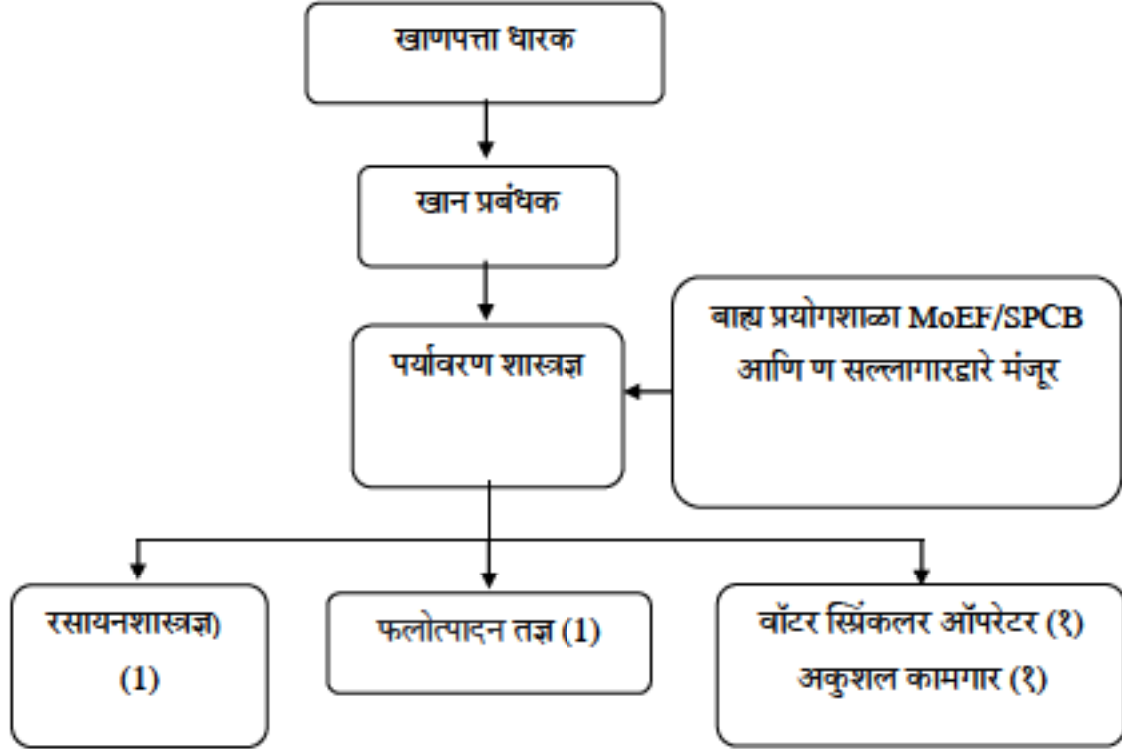 खाणपत्ता धारक
खान प्रबंधक
पर्यावरण शास्त्रज्ञ
बाह्य प्रयोगशाळा MoEF/SPCB
आणि ण सल्लागारद्वारे मंजूर
रसायनशास्त्रज्ञ)
(1)
फलोत्पादन तज्ञ (1)
वॉटर स्प्रिंकलर ऑपरेटर (१)
अकुशल कामगार (१)